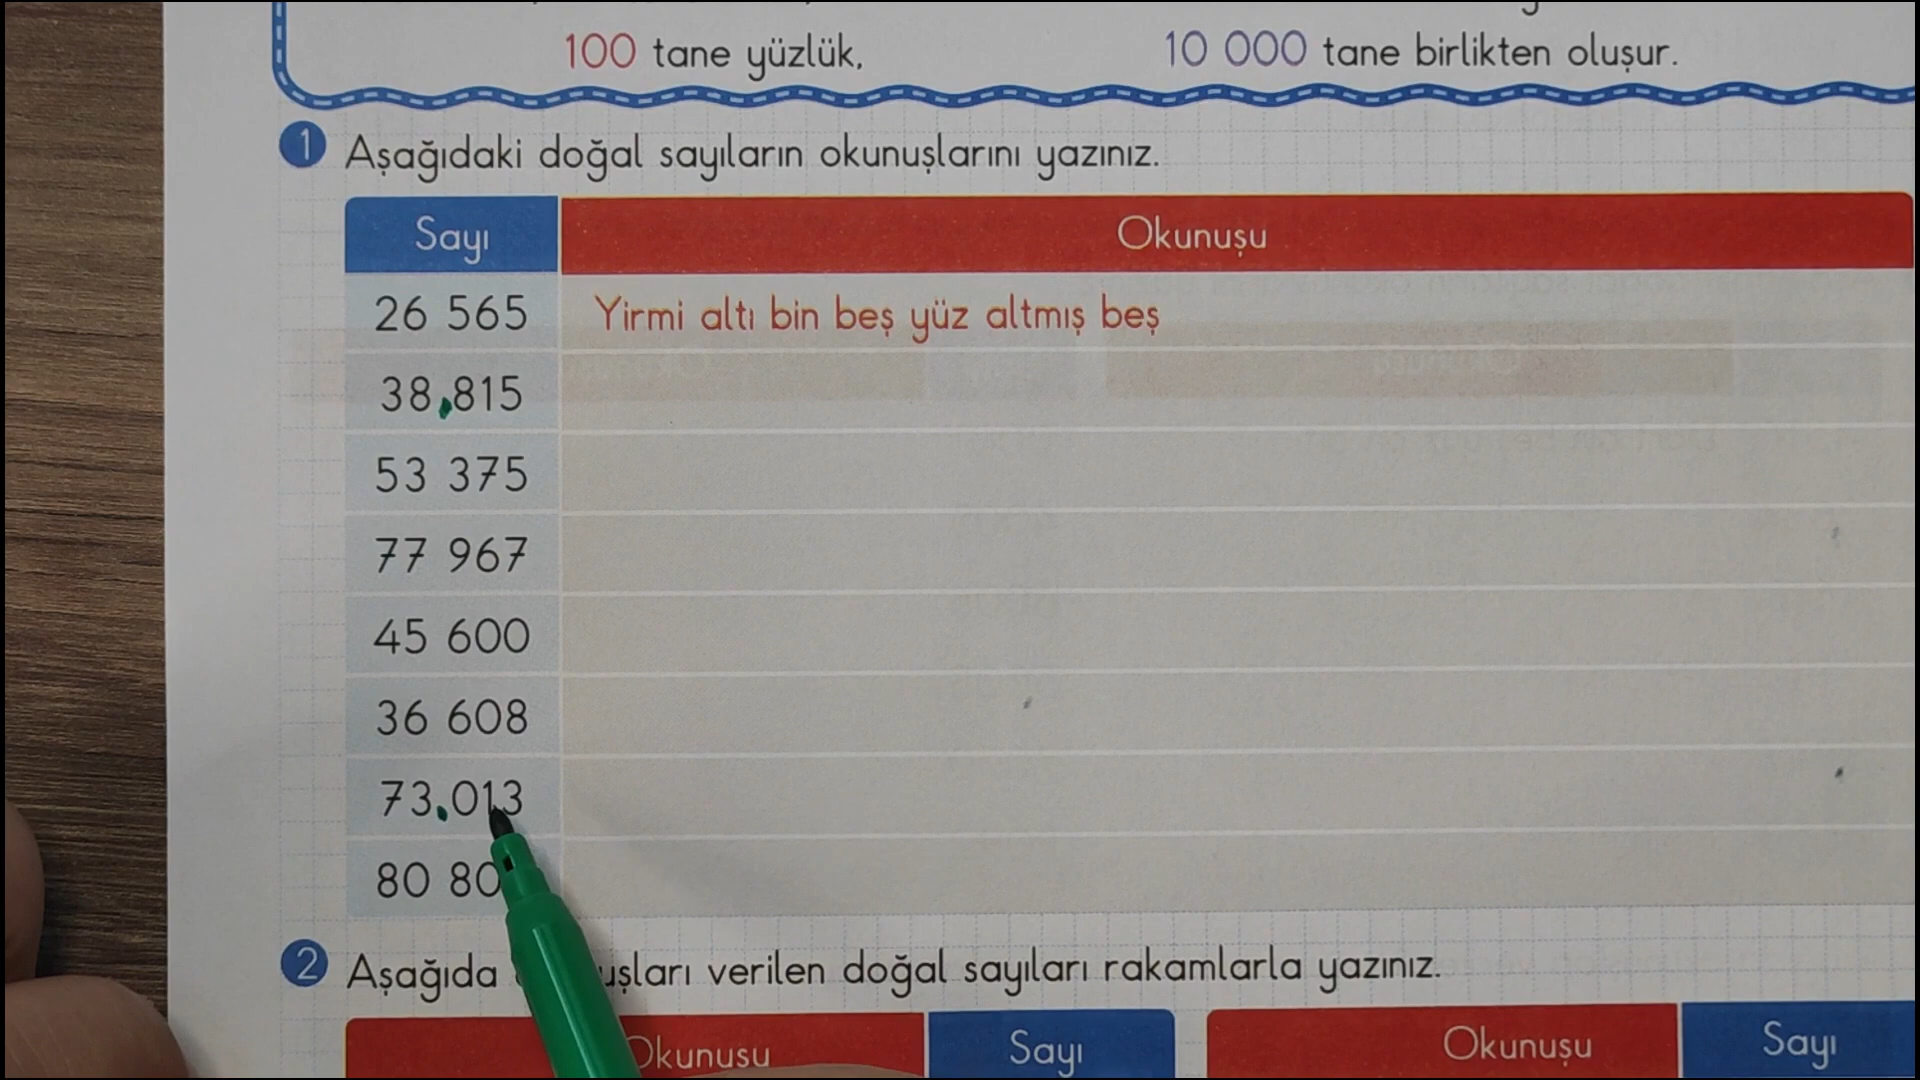 100 tane yüzlük,
10 000 tane birlikten oluşur.
1 Aşağıdaki doğal sayıların okunuşlarını yazınız.
Sayı Okunuşu
26 565 Yirmi altı bin beş yüz altmış beş
38.815
53 375
77 967
45 600
36 608
73.013
80 80
2 Aşağıda verilen doğal sayıları rakamlarla yazınız.
Okunuşu Sayı Okunuşu Sayı